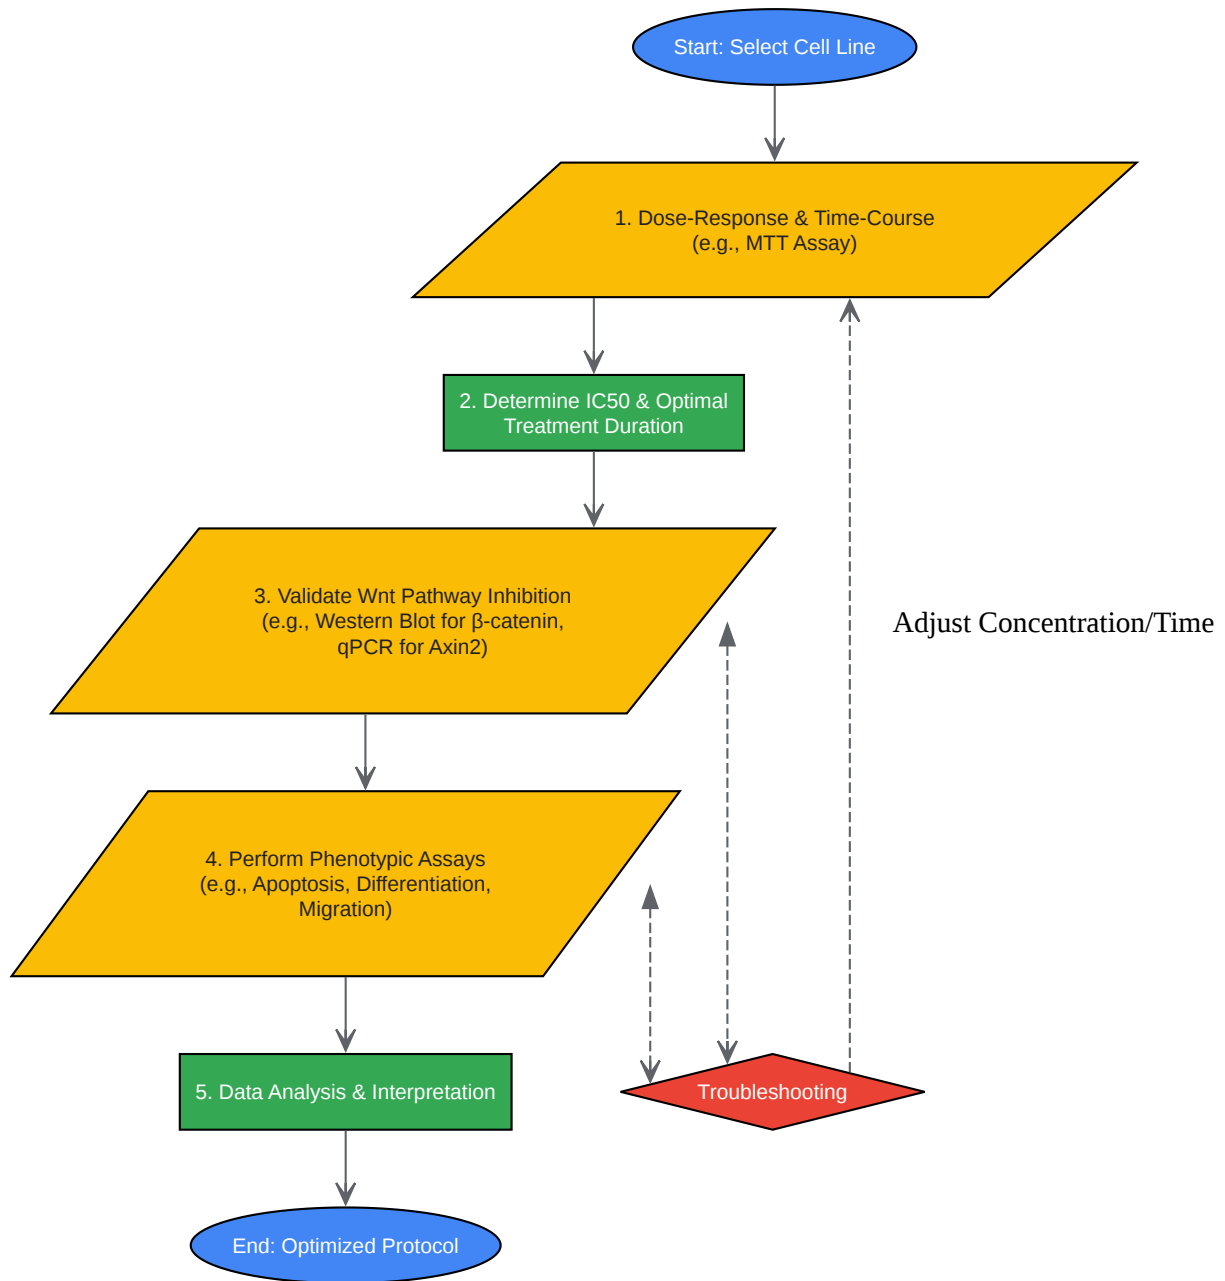 Start: Select Cell Line
1. Dose-Response & Time-Course
(e.g., MTT Assay)
2. Determine IC50 & Optimal
Treatment Duration
3. Validate Wnt Pathway Inhibition
(e.g., Western Blot for β-catenin,
qPCR for Axin2)
Adjust Concentration/Time
4. Perform Phenotypic Assays
(e.g., Apoptosis, Differentiation,
Migration)
5. Data Analysis & Interpretation
Troubleshooting
End: Optimized Protocol